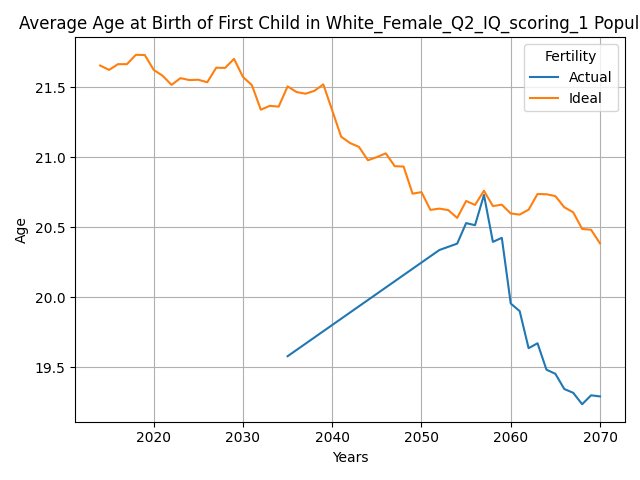 Average Age at Birth of First Child in White_Female_Q2_IQ_scoring_1 Popul
Fertility
Actual
Ideal
21.5
21.0
20.5
20.0
19.5
Age
2020 2030 2040 2050 2060 2070
Years